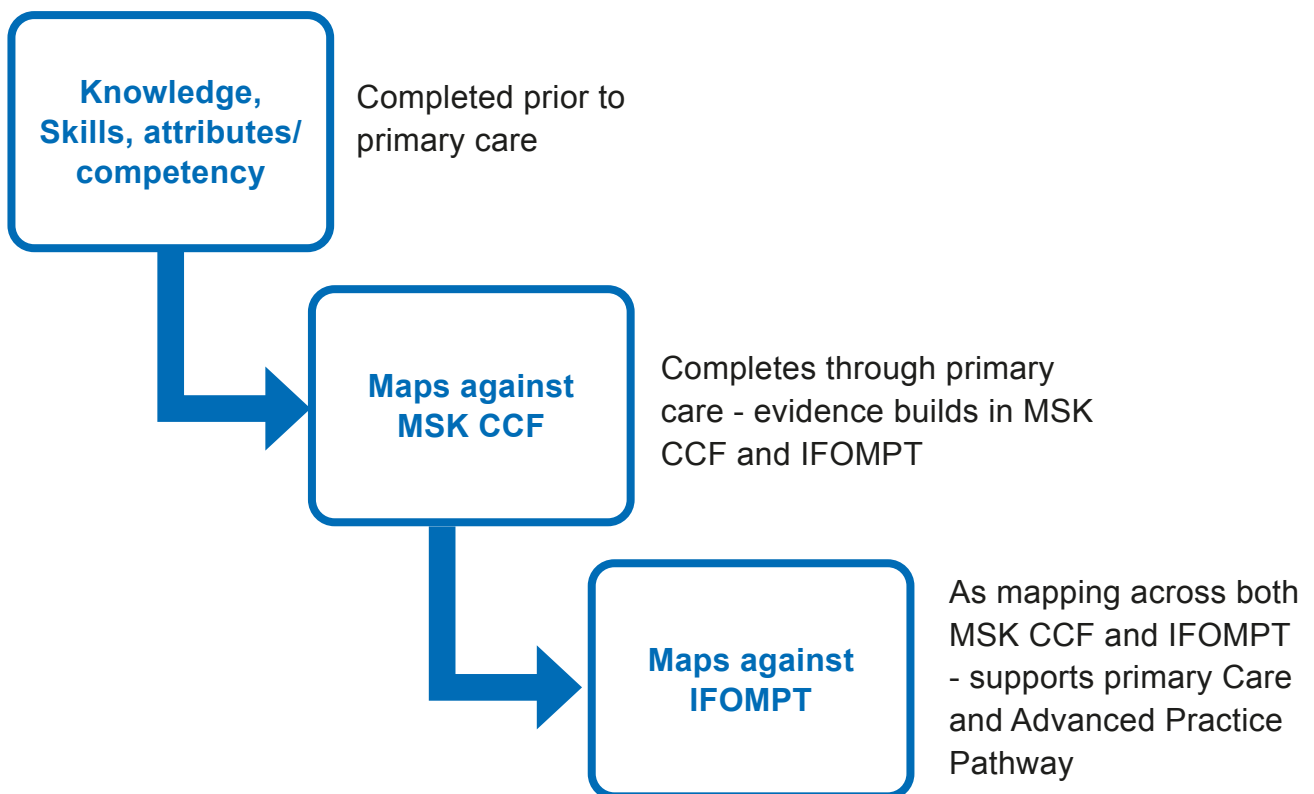 Knowledge,
Skills, attributes/
competency
Completed prior to
primary care
Maps against
MSK CCF
Completes through primary
care - evidence builds in MSK
CCF and IFOMPT
Maps against
IFOMPT
As mapping across both
MSK CCF and IFOMPT
- supports primary Care
and Advanced Practice
Pathway